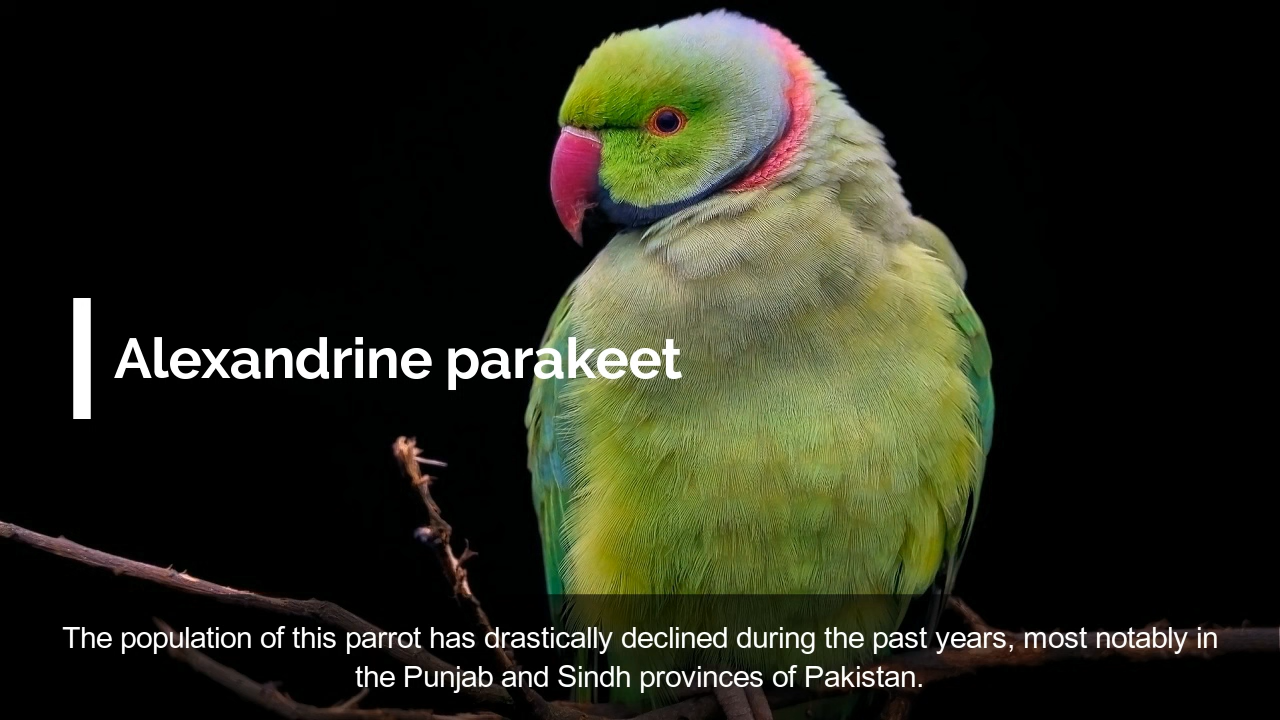 Alexandrine parakeet
The population of this parrot has drastically declined during the past years, most notably in
the Punjab and Sindh provinces of Pakistan.